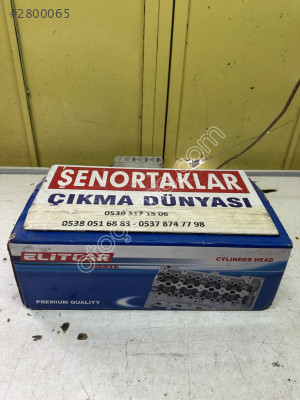 #2800065
ŞENORTAKLAR
ÇIKMA DÜNYASI
0538 317 15 06
0538 051 68 83 - 0537 874 77 98
ELITCAR
PARTS
CYLINDER HEAD
PREMIUM QUALITY